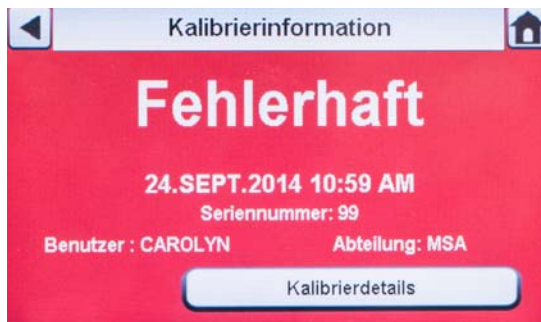 Kalibrierinformation
Fehlerhaft
24.SEPT.2014 10:59 AM
Seriennummer: 99
Benutzer : CAROLYN Abteilung: MSA
Kalibrierdetails